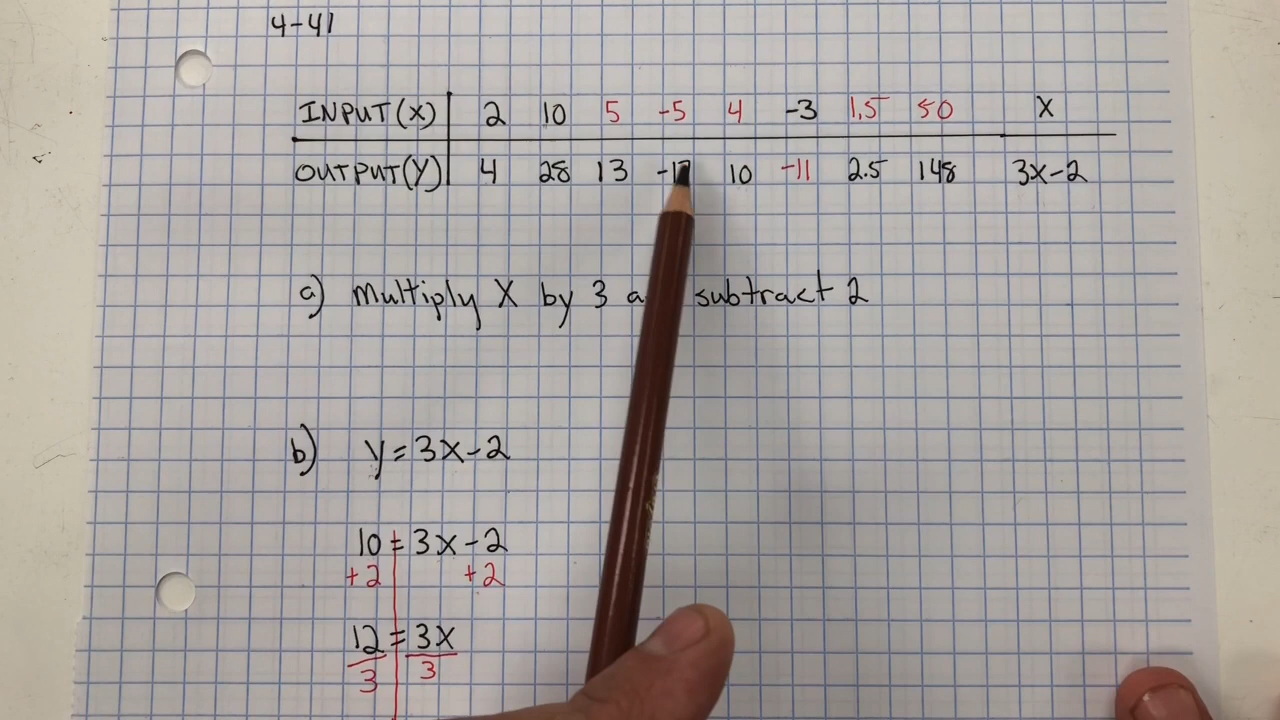 4-41
INPUT(X) 2 10 5 -5 4 -3 1.5 50 X
OUTPUT(Y) 4 28 13 -17 10 -11 2.5 148 3X-2
a) Multiply X by 3 subtract 2
b) y=3X-2
10=3X-2
+2 +2
12=3X
3 3